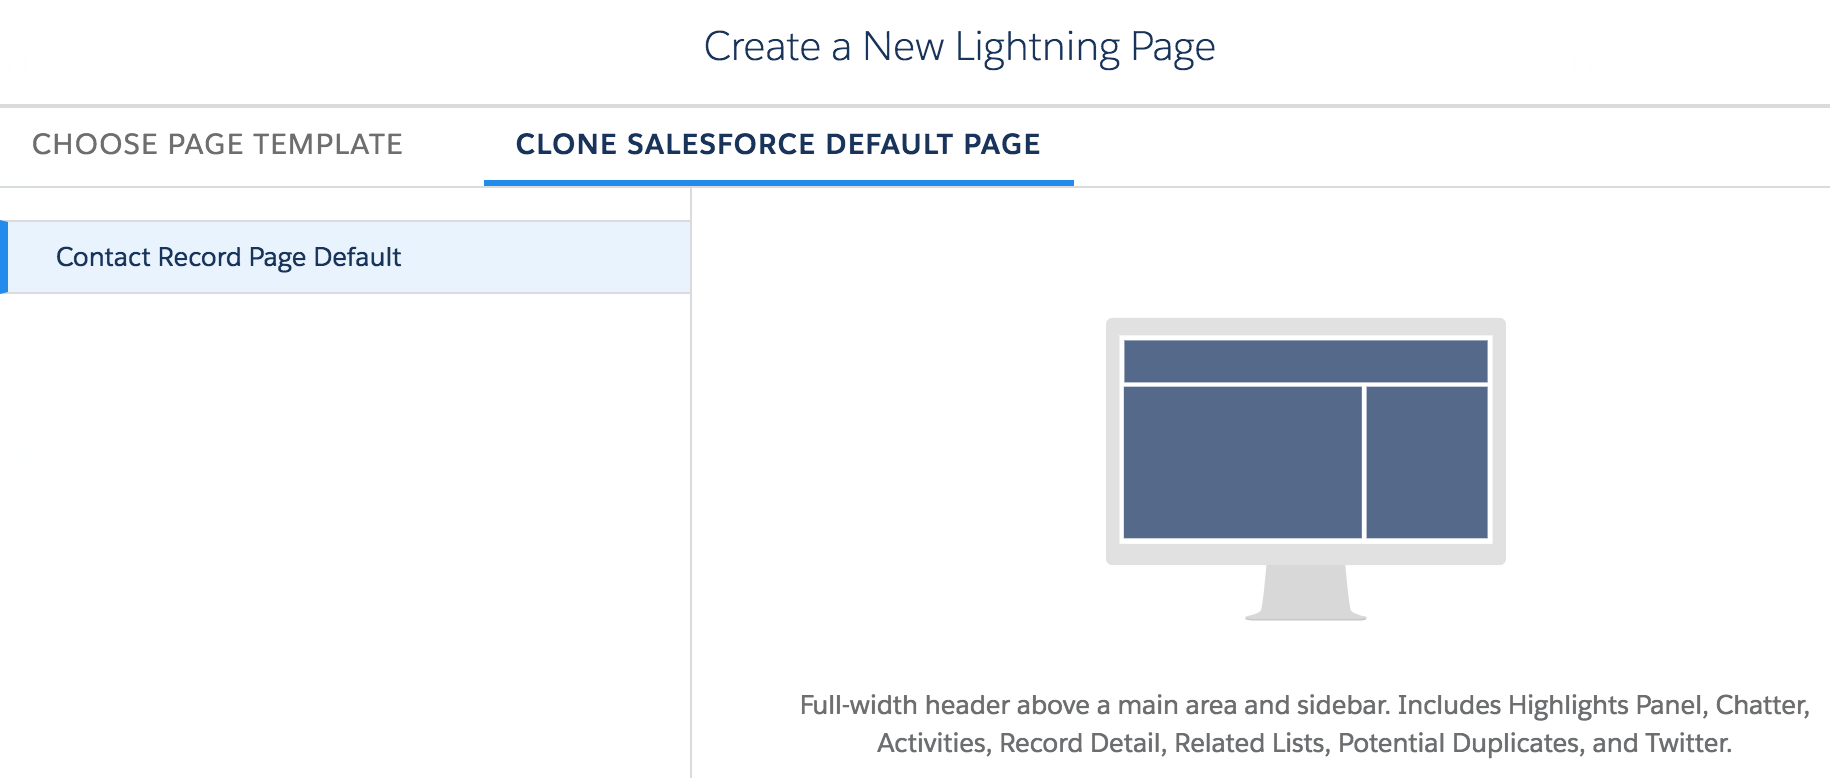 Create a New Lightning Page
CHOOSE PAGE TEMPLATE
CLONE SALESFORCE DEFAULT PAGE
Contact Record Page Default
Full-width header above a main area and sidebar. Includes Highlights Panel, Chatter,
Activities, Record Detail, Related Lists, Potential Duplicates, and Twitter.